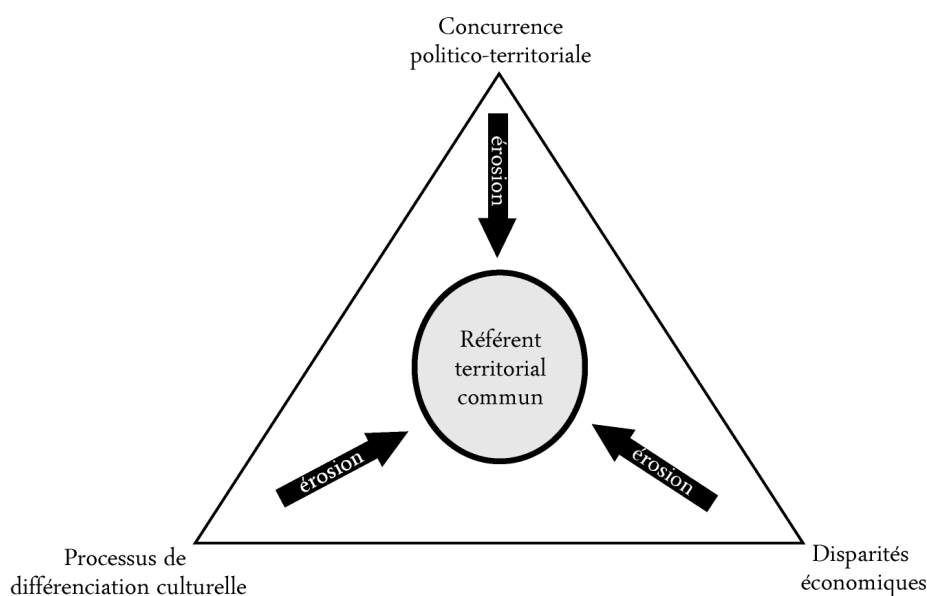 Concurrence
politico-territoriale
érosion
Référent
territorial
commun
érosion
érosion
Processus de
différenciation culturelle
Disparités
économiques